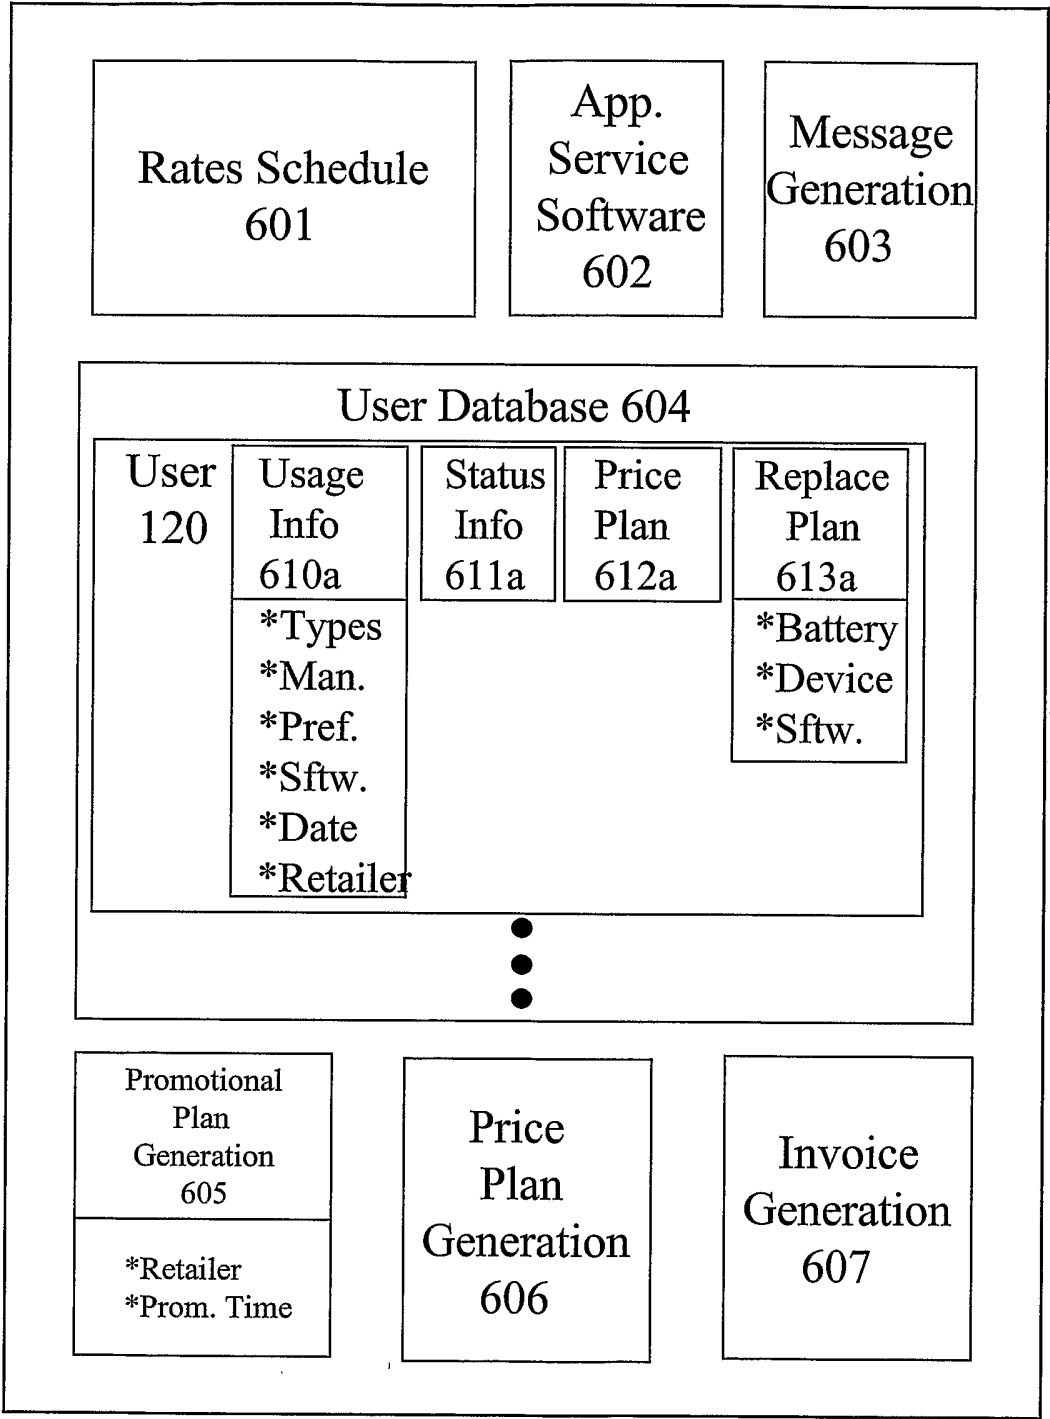 Rates Schedule
601
App.
Service
Software
602
Message
Generation
603
User Database 604
User
120
Usage
Info
610a
*Types
*Man.
*Pref.
*Sftw.
*Date
*Retailer
Status
Info
611a
Price
Plan
612a
Replace
Plan
613a
*Battery
*Device
*Sftw.
Promotional
Plan
Generation
605
*Retailer
*Prom. Time
Price
Plan
Generation
606
Invoice
Generation
607